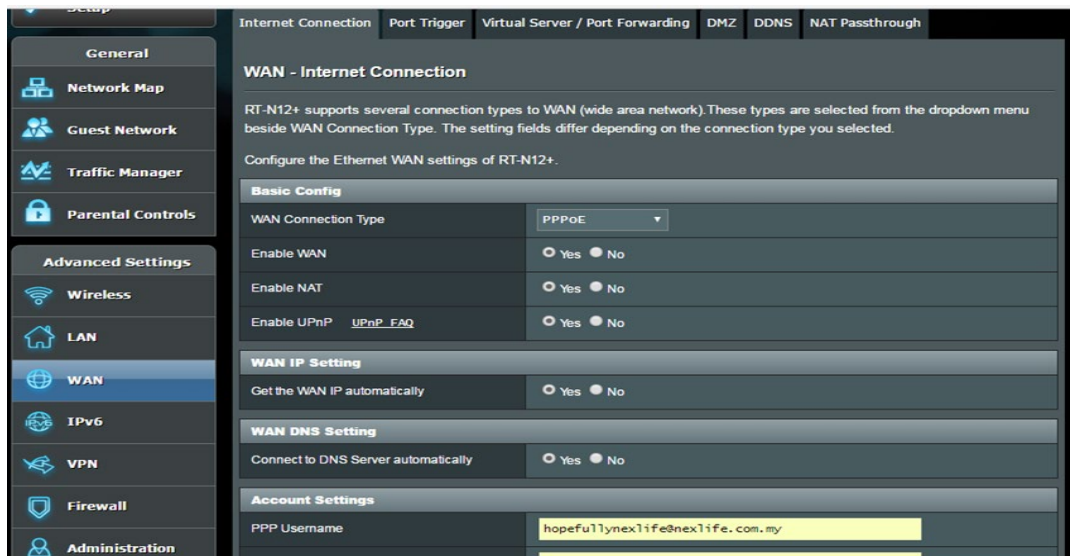 Setup
General
Network Map
Guest Network
Traffic Manager
Parental Controls
Advanced Settings
Wireless
LAN
WAN
IPv6
VPN
Firewall
Administration
Internet Connection Port Trigger Virtual Server / Port Forwarding DMZ DDNS NAT Passthrough
WAN - Internet Connection
RT-N12+ supports several connection types to WAN (wide area network).These types are selected from the dropdown menu
beside WAN Connection Type. The setting fields differ depending on the connection type you selected.
Configure the Ethernet WAN settings of RT-N12+.
Basic Config
WAN Connection Type PPPoE
Enable WAN Yes No
Enable NAT Yes No
Enable UPnP UPnP FAQ Yes No
WAN IP Setting
Get the WAN IP automatically Yes No
WAN DNS Setting
Connect to DNS Server automatically Yes No
Account Settings
PPP Username hopefullynexlife@nexlife.com.my